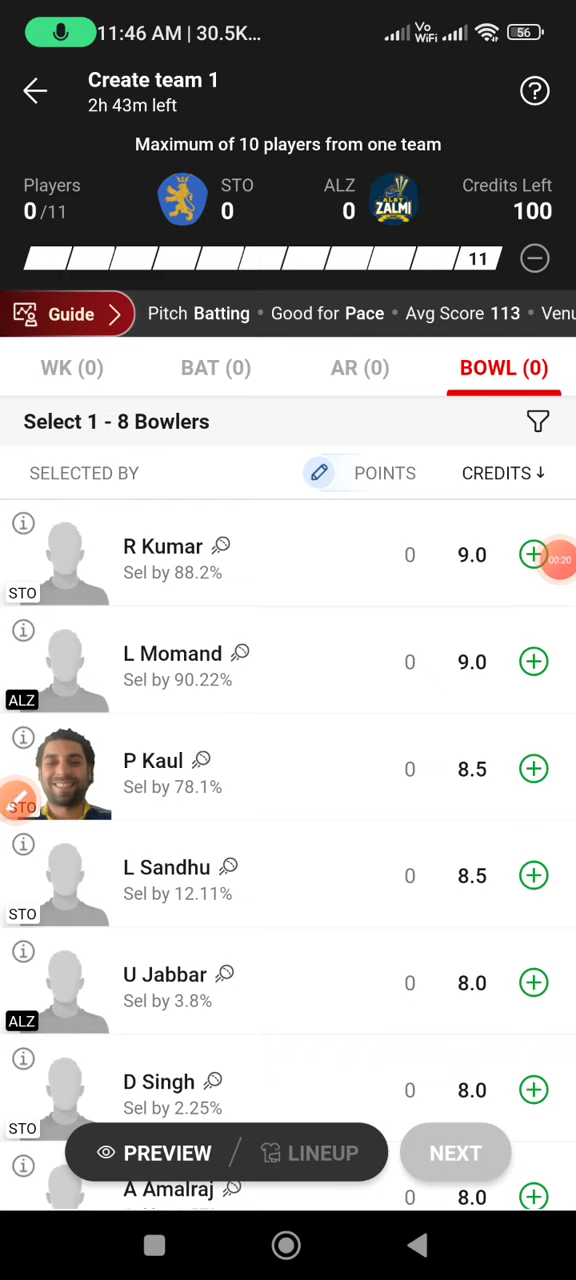 11:46 AM | 30.5K... Vo WiFi 56
Create team 1
2h 43m left
Maximum of 10 players from one team
Players STO ALZ Credits Left
0/11 0 0 100
ZALMI
11
Guide Pitch Batting • Good for Pace • Avg Score 113 • Venu
WK (0) BAT (0) AR (0) BOWL (0)
Select 1 - 8 Bowlers
SELECTED BY POINTS CREDITS ↓
R Kumar
Sel by 88.2%
0 9.0 00:20
STO
L Momand
Sel by 90.22%
0 9.0
ALZ
P Kaul
Sel by 78.1%
0 8.5
STO
L Sandhu
Sel by 12.11%
0 8.5
STO
U Jabbar
Sel by 3.8%
0 8.0
ALZ
D Singh
Sel by 2.25%
0 8.0
STO
PREVIEW / LINEUP NEXT
A Amalraj
0 8.0